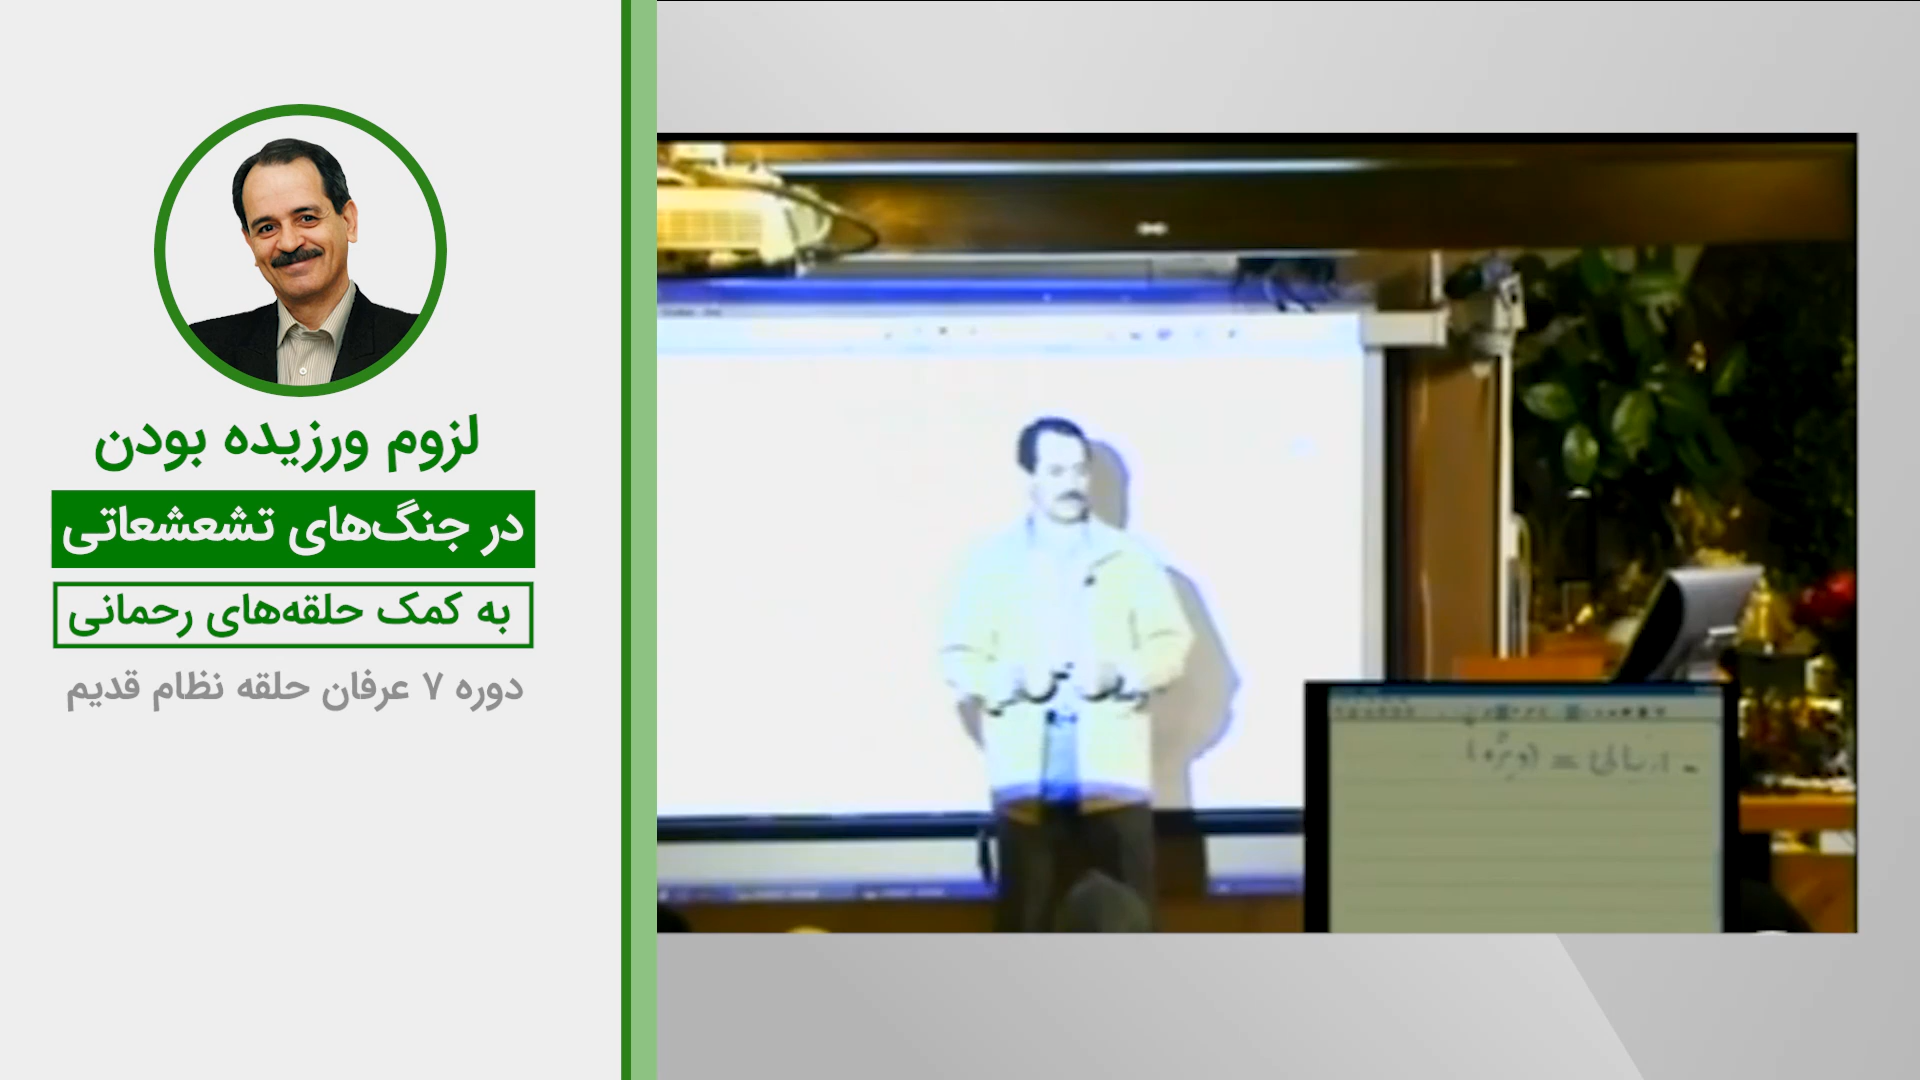 لزوم ورزیده بودن
در جنگ‌های تشعشعاتی
به کمک حلقه‌های رحمانی
دوره ۷ عرفان حلقه نظام قدیم